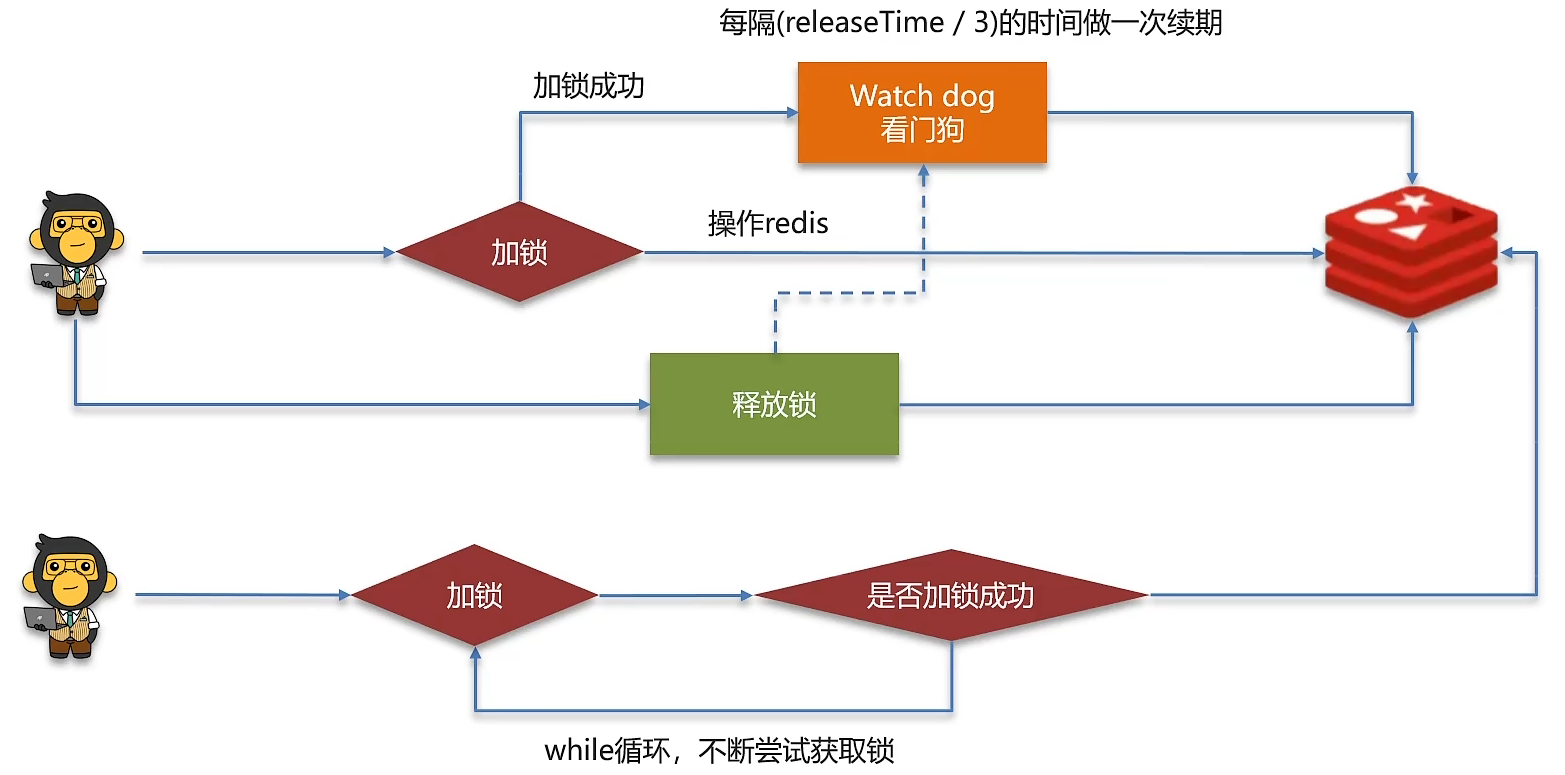 每隔(releaseTime / 3)的时间做一次续期
加锁成功
Watch dog
看门狗
操作redis
加锁
释放锁
加锁
是否加锁成功
while循环，不断尝试获取锁